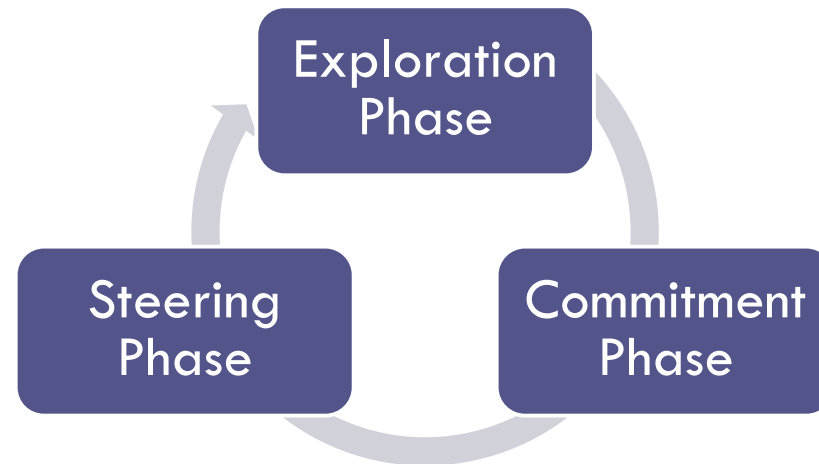 Exploration
Phase
Steering
Phase
Commitment
Phase